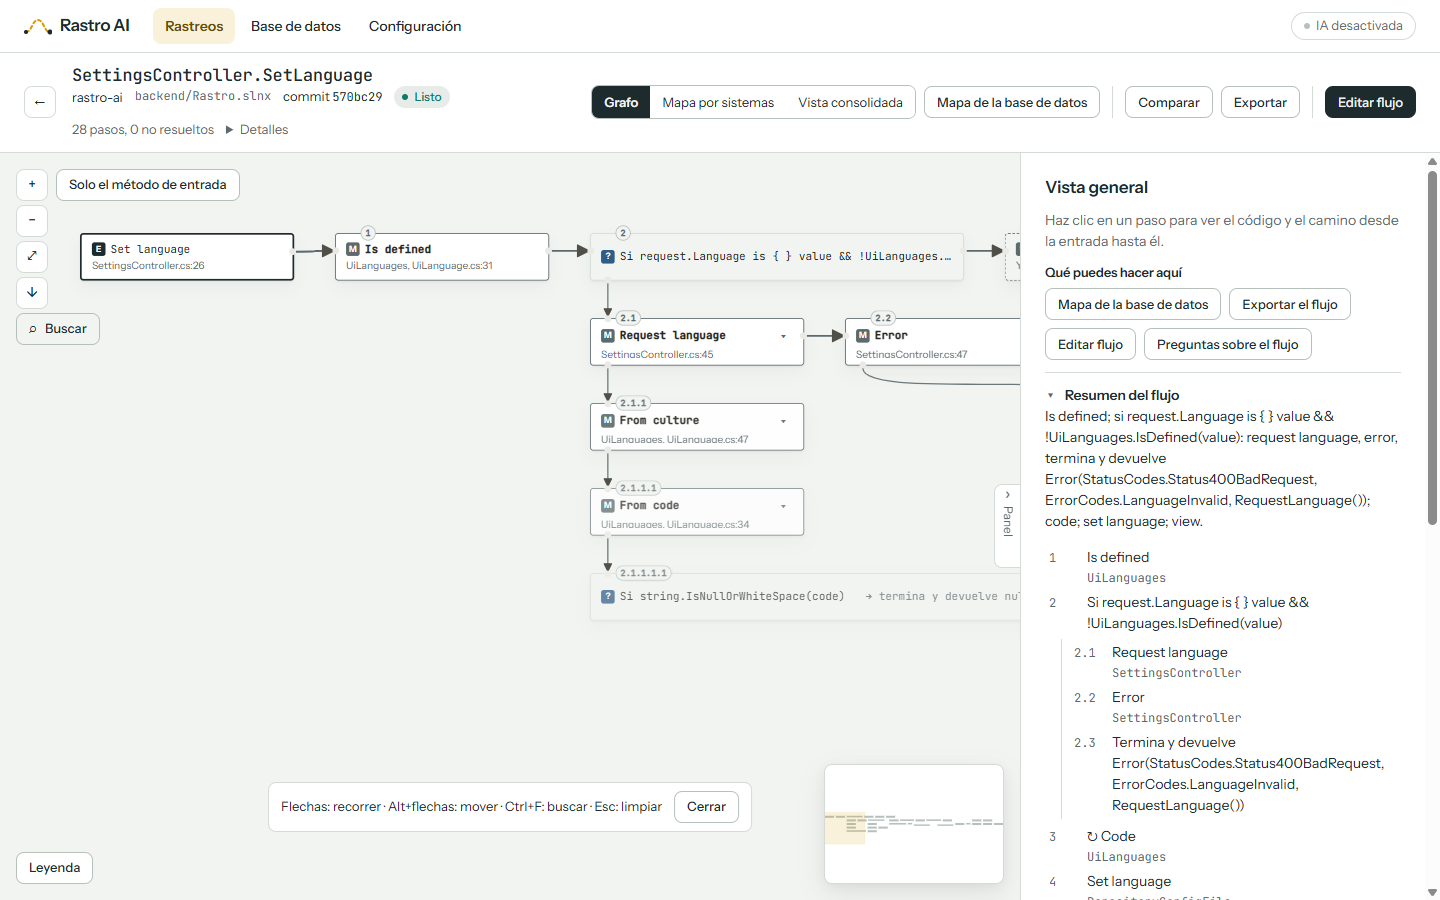 Rastro AI
Rastreos
Base de datos
Configuración
IA desactivada
←
SettingsController.SetLanguage
rastro-ai backend/Rastro.slnx commit 570bc29 Listo
28 pasos, 0 no resueltos ▶ Detalles
Grafo
Mapa por sistemas
Vista consolidada
Mapa de la base de datos
Comparar
Exportar
Editar flujo
+
Solo el método de entrada
−
Buscar
E Set language
SettingsController.cs:26
1
M Is defined
UiLanguages, UiLanguage.cs:31
2
? Si request.Language is { } value && !UiLanguages.…
2.1
M Request language
SettingsController.cs:45
2.2
M Error
SettingsController.cs:47
2.1.1
M From culture
UiLanguages, UiLanguage.cs:47
2.1.1.1
M From code
UiLanguages, UiLanguage.cs:34
2.1.1.1.1
? Si string.IsNullOrWhiteSpace(code) → termina y devuelve nul
Panel
Flechas: recorrer · Alt+flechas: mover · Ctrl+F: buscar · Esc: limpiar
Cerrar
Leyenda
Vista general
Haz clic en un paso para ver el código y el camino desde
la entrada hasta él.
Qué puedes hacer aquí
Mapa de la base de datos
Exportar el flujo
Editar flujo
Preguntas sobre el flujo
▼ Resumen del flujo
Is defined; si request.Language is { } value &&
!UiLanguages.IsDefined(value): request language, error,
termina y devuelve
Error(StatusCodes.Status400BadRequest,
ErrorCodes.LanguageInvalid, RequestLanguage());
code; set language; view.
1 Is defined
UiLanguages
2 Si request.Language is { } value &&
!UiLanguages.IsDefined(value)
2.1 Request language
SettingsController
2.2 Error
SettingsController
2.3 Termina y devuelve
Error(StatusCodes.Status400BadRequest,
ErrorCodes.LanguageInvalid,
RequestLanguage())
3 ↻ Code
UiLanguages
4 Set language